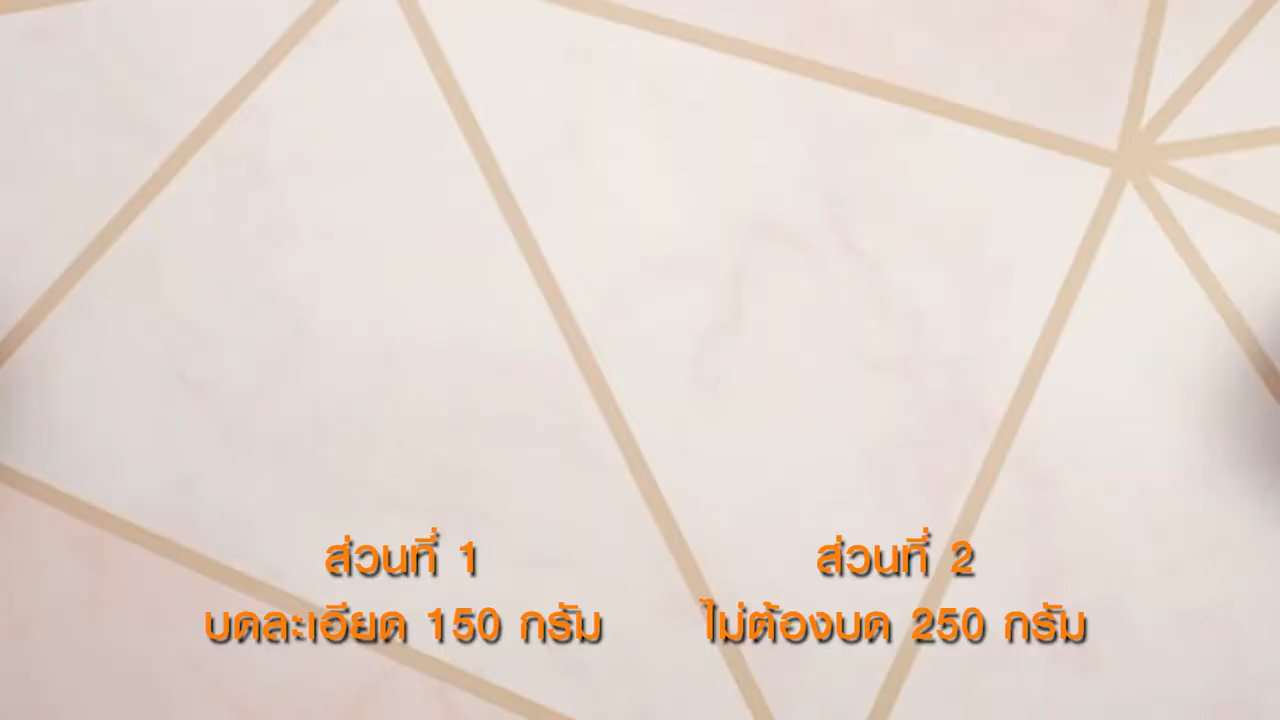 ส่วนที่ 1
บดละเอียด 150 กรัม
ส่วนที่ 2
ไม่ต้องบด 250 กรัม